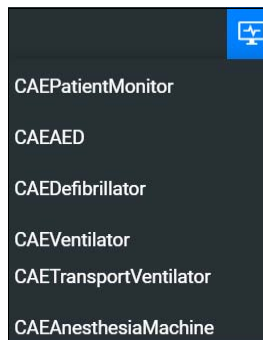 CAEPatientMonitor
CAEAED
CAEDefibrillator
CAEVentilator
CAETransportVentilator
CAEAnesthesiaMachine